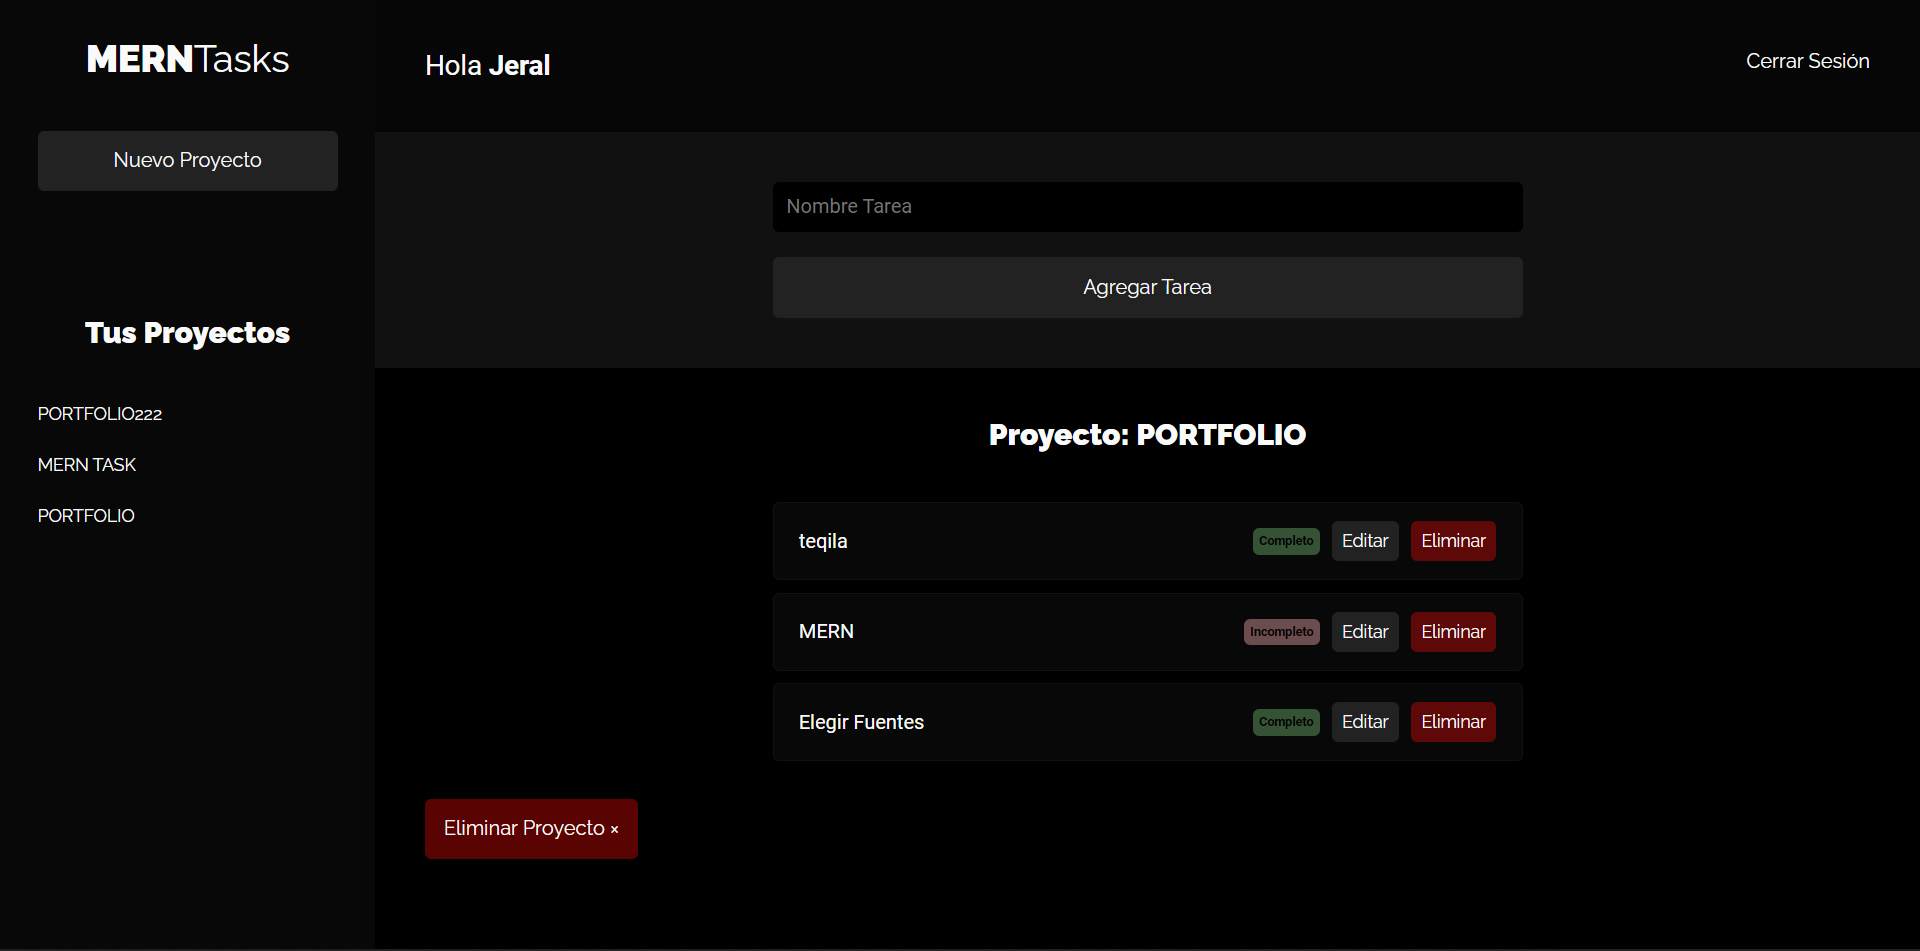 MERNTasks
Nuevo Proyecto
Tus Proyectos
PORTFOLIO222
MERN TASK
PORTFOLIO
Hola Jeral
Cerrar Sesión
Nombre Tarea
Agregar Tarea
Proyecto: PORTFOLIO
teqila Completo Editar Eliminar
MERN Incompleto Editar Eliminar
Elegir Fuentes Completo Editar Eliminar
Eliminar Proyecto ×